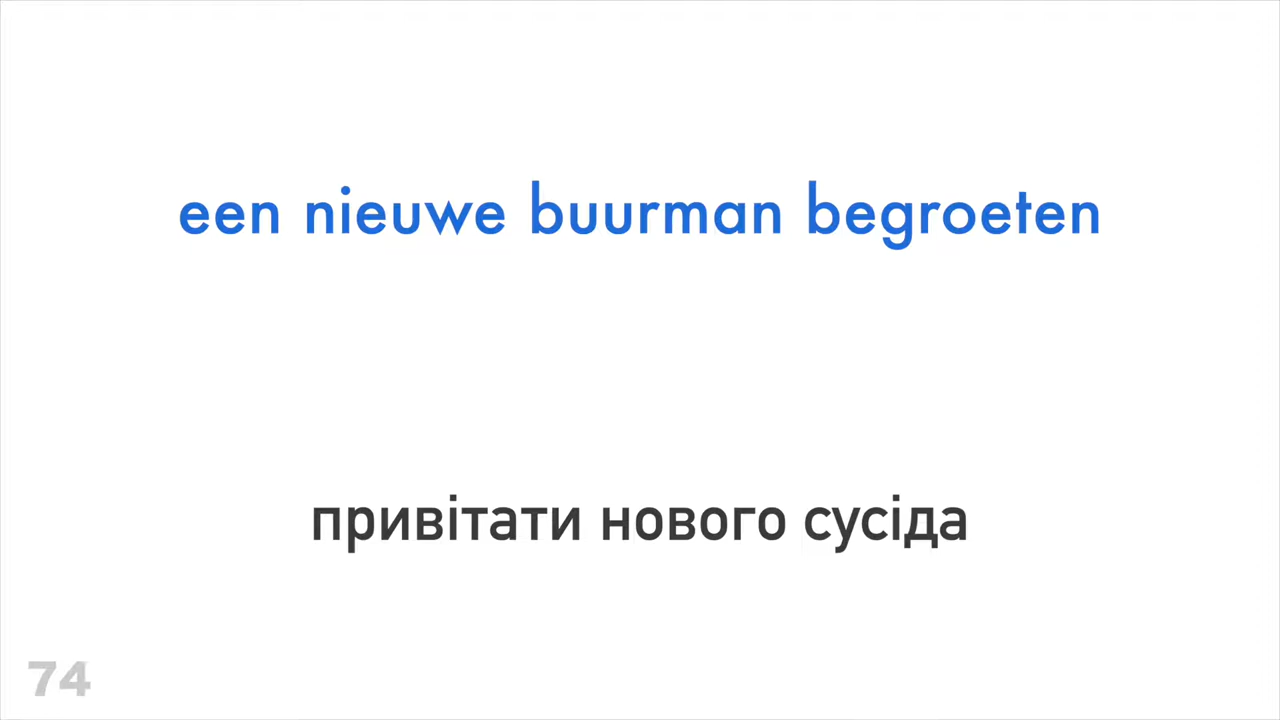 een nieuwe buurman begroeten
привітати нового сусіда
74